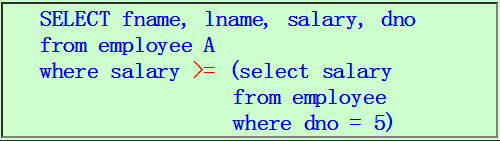 SELECT fname, lname, salary, dno
from employee A
where salary >= (select salary
from employee
where dno = 5)